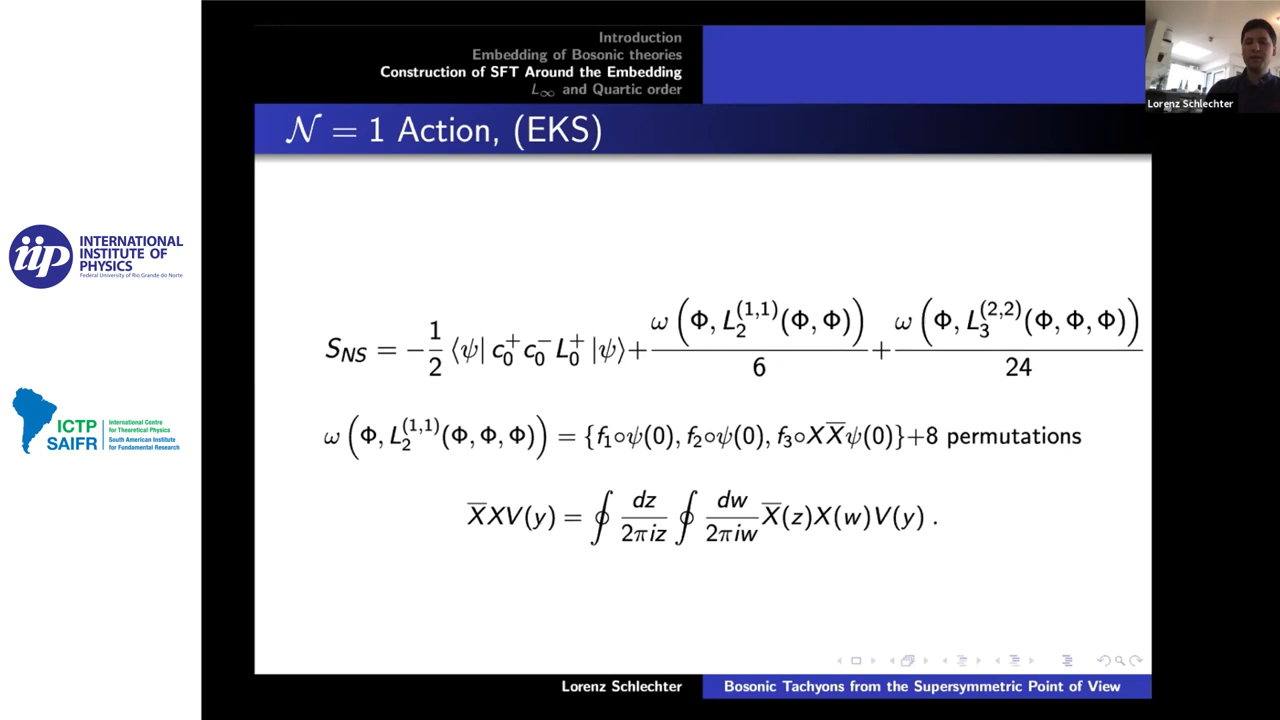 Introduction
Embedding of Bosonic theories
Construction of SFT Around the Embedding
L∞ and Quartic order
𝒩 = 1 Action, (EKS)
S_NS = −1/2 ⟨ψ| c_0^+ c_0^− L_0^+ |ψ⟩ + ω(Φ, L_2^(1,1)(Φ, Φ))/6 + ω(Φ, L_3^(2,2)(Φ, Φ, Φ))/24
ω(Φ, L_2^(1,1)(Φ, Φ, Φ)) = {f_1∘ψ(0), f_2∘ψ(0), f_3∘XX̅ψ(0)}+8 permutations
X̅XV(y) = ∮ dz/2πiz ∮ dw/2πiw X̅(z)X(w)V(y) .
Lorenz Schlechter
Bosonic Tachyons from the Supersymmetric Point of View
Lorenz Schlechter
iip
INTERNATIONAL
INSTITUTE OF
PHYSICS
Federal University of Rio Grande do Norte
ICTP
SAIFR
International Centre
for Theoretical Physics
South American Institute
for Fundamental Research